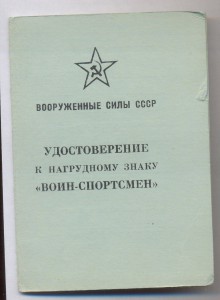 ВООРУЖЕННЫЕ СИЛЫ СССР
УДОСТОВЕРЕНИЕ
К НАГРУДНОМУ ЗНАКУ
«ВОИН-СПОРТСМЕН»